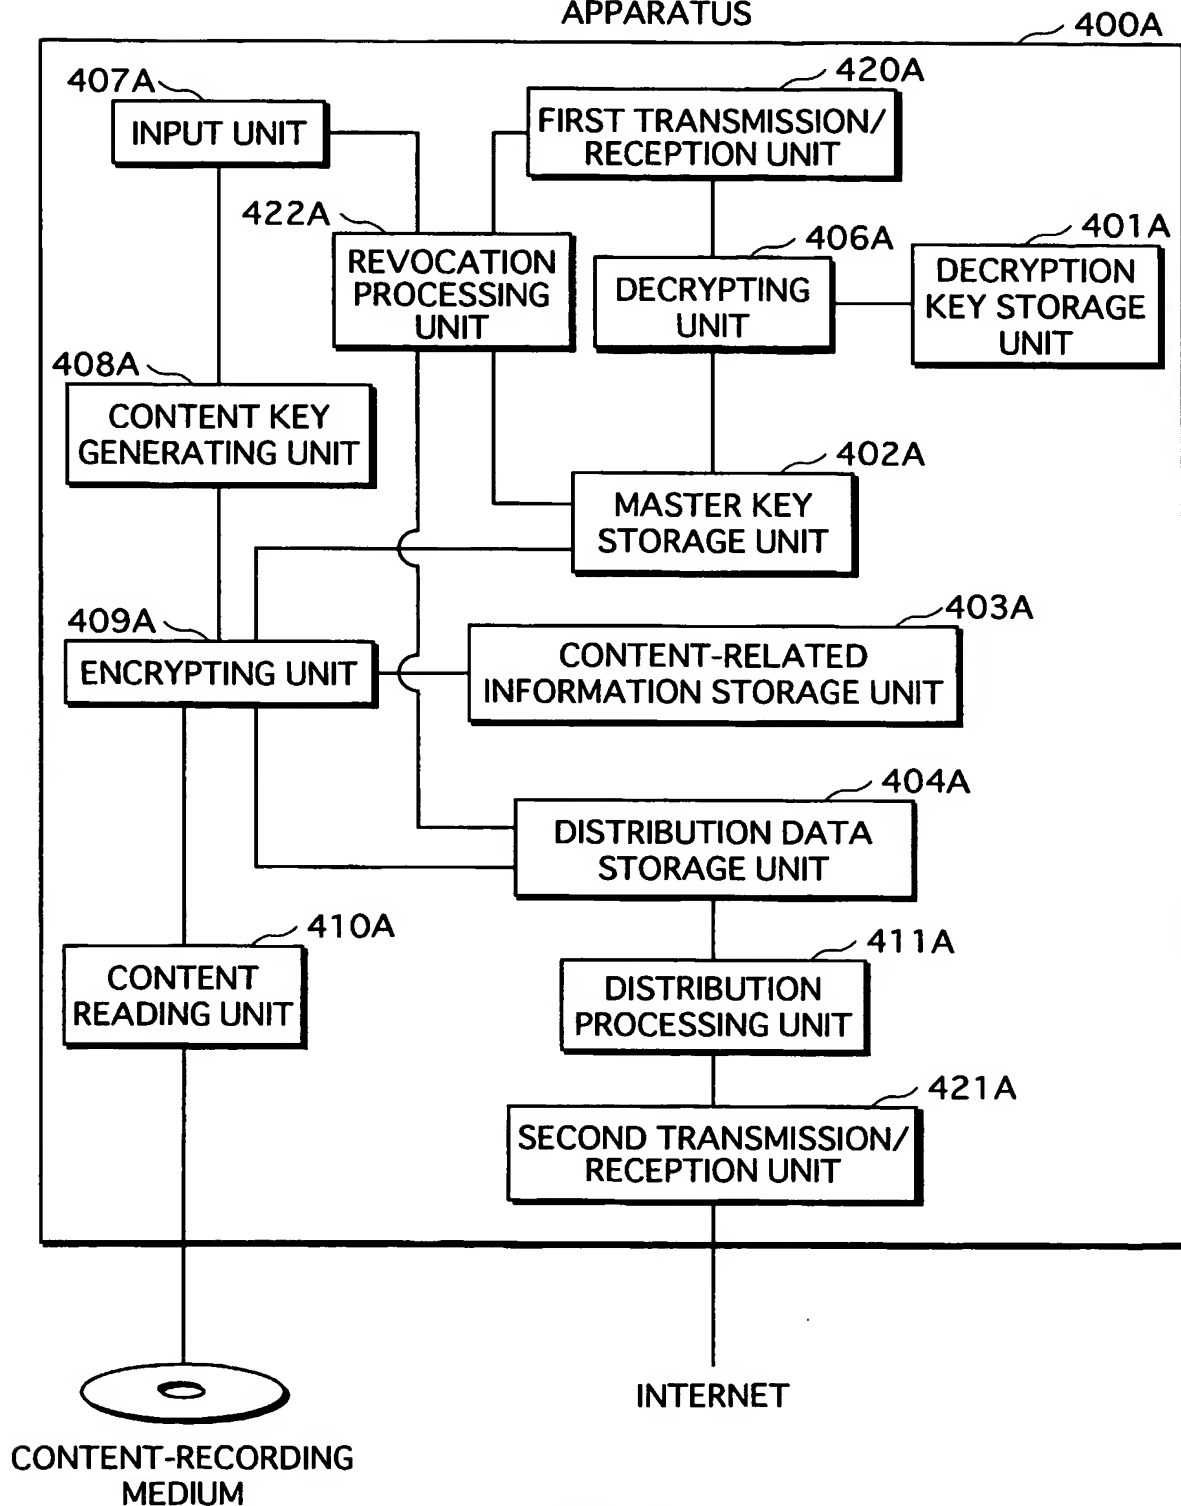 APPARATUS
400A
407A
INPUT UNIT
420A
FIRST TRANSMISSION/
RECEPTION UNIT
422A
REVOCATION
PROCESSING
UNIT
406A
DECRYPTING
UNIT
401A
DECRYPTION
KEY STORAGE
UNIT
408A
CONTENT KEY
GENERATING UNIT
402A
MASTER KEY
STORAGE UNIT
409A
ENCRYPTING UNIT
403A
CONTENT-RELATED
INFORMATION STORAGE UNIT
404A
DISTRIBUTION DATA
STORAGE UNIT
410A
CONTENT
READING UNIT
411A
DISTRIBUTION
PROCESSING UNIT
421A
SECOND TRANSMISSION/
RECEPTION UNIT
INTERNET
CONTENT-RECORDING
MEDIUM